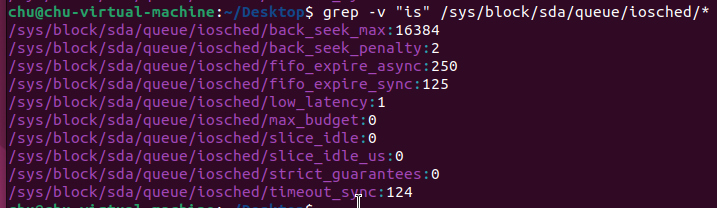 chu@chu-virtual-machine:~/Desktop$ grep -v "is" /sys/block/sda/queue/iosched/*
/sys/block/sda/queue/iosched/back_seek_max:16384
/sys/block/sda/queue/iosched/back_seek_penalty:2
/sys/block/sda/queue/iosched/fifo_expire_async:250
/sys/block/sda/queue/iosched/fifo_expire_sync:125
/sys/block/sda/queue/iosched/low_latency:1
/sys/block/sda/queue/iosched/max_budget:0
/sys/block/sda/queue/iosched/slice_idle:0
/sys/block/sda/queue/iosched/slice_idle_us:0
/sys/block/sda/queue/iosched/strict_guarantees:0
/sys/block/sda/queue/iosched/timeout_sync:124